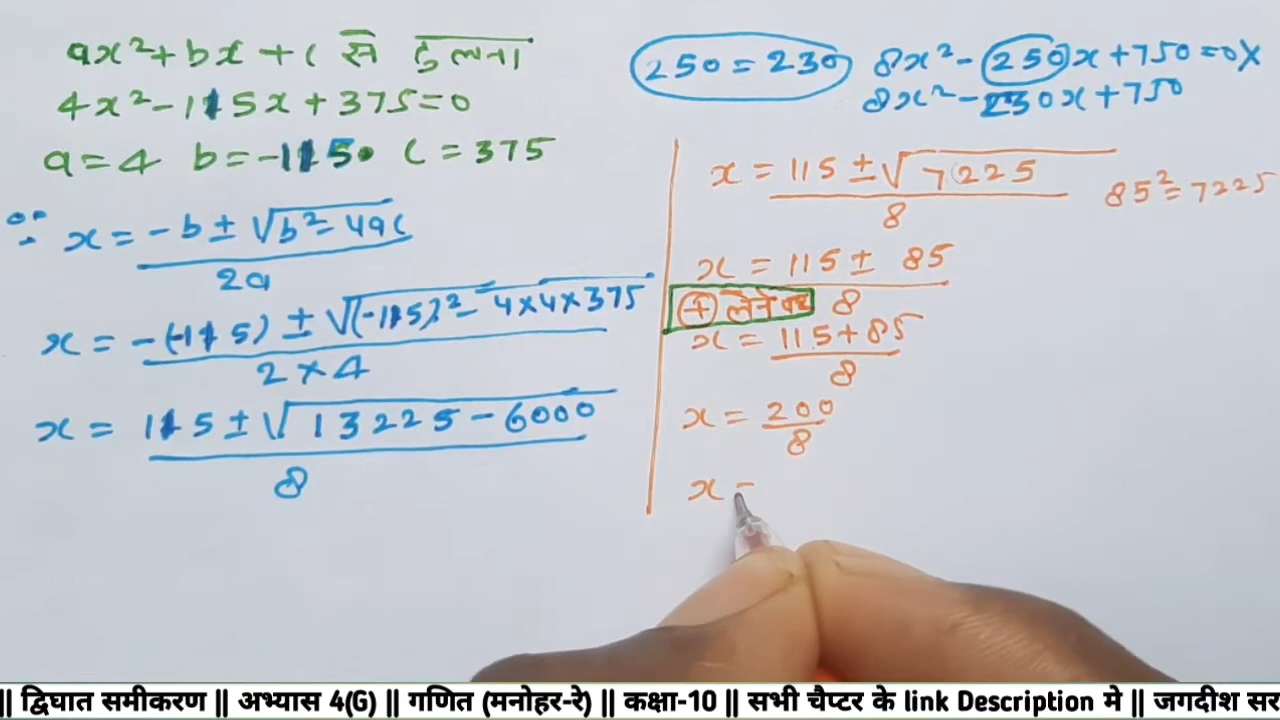 ax²+bx+c से तुलना
4x²-115x+375=0
a=4 b=-115 c=375
∵ x = -b±√b²-4ac
2a
x = -(-115) ± √(-115)²-4×4×375
2×4
x = 115±√13225-6000
8
250=230 8x²-250x+750=0×
8x²-230x+750
x = 115±√7225
8
85²=7225
x = 115± 85
8
+ लेने पर
x = 115+85
8
x = 200
8
x =
|| द्विघात समीकरण || अभ्यास 4(G) || गणित (मनोहर-रे) || कक्षा-10 || सभी चैप्टर के link Description मे || जगदीश सर